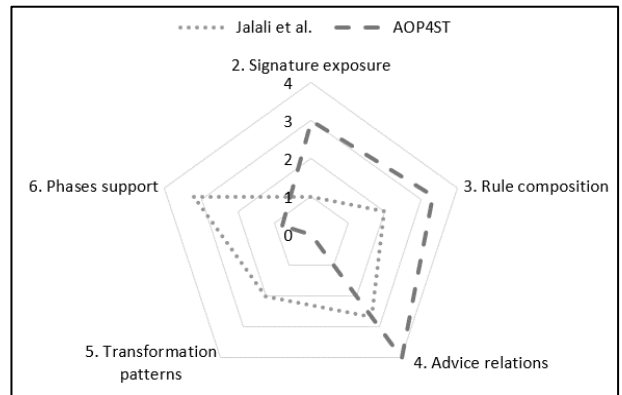 Jalali et al. AOP4ST
2. Signature exposure
4
3
2
1
0
3. Rule composition
4. Advice relations
5. Transformation
patterns
6. Phases support